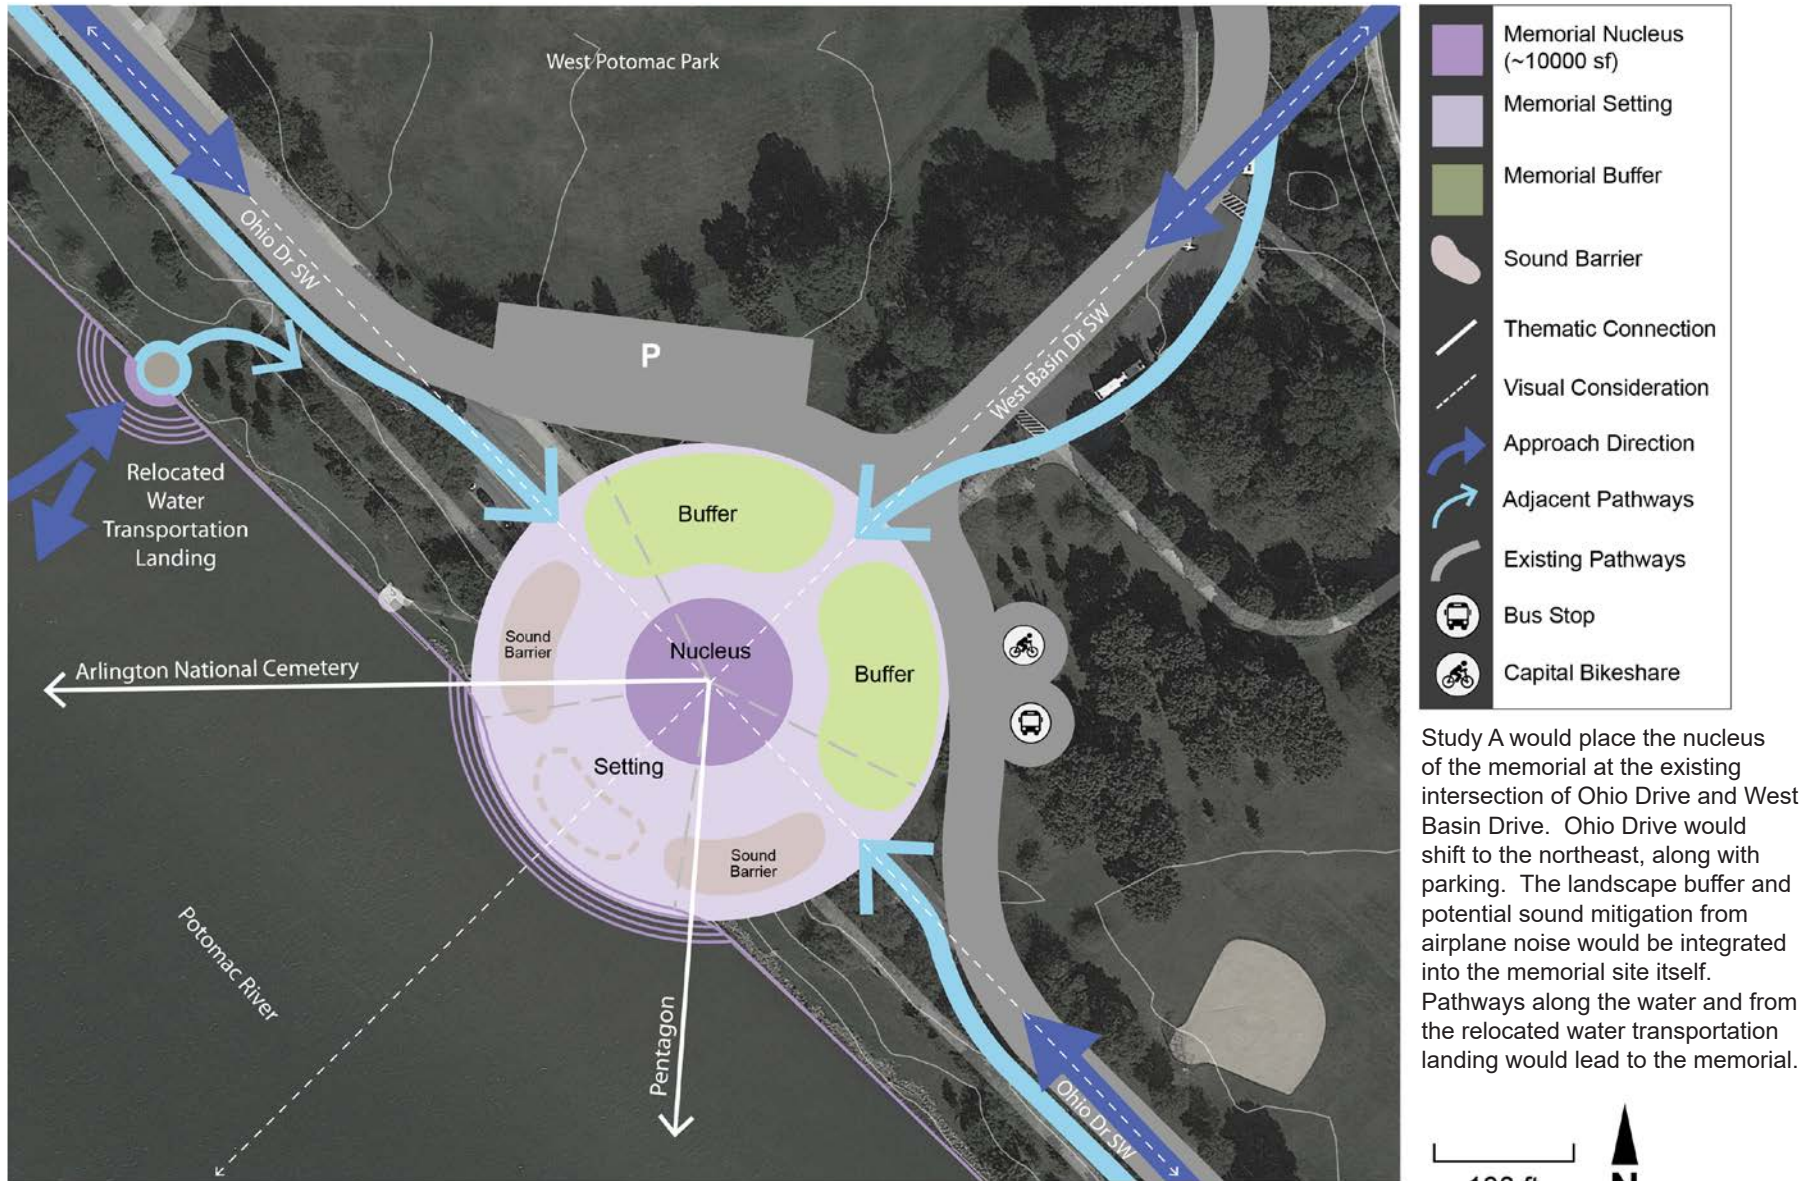 West Potomac Park
Ohio Dr SW
P
West Basin Dr SW
Relocated
Water
Transportation
Landing
Buffer
Sound
Barrier
Nucleus
Buffer
Arlington National Cemetery
Setting
Sound
Barrier
Potomac River
Pentagon
Ohio Dr SW
Memorial Nucleus
(~10000 sf)
Memorial Setting
Memorial Buffer
Sound Barrier
Thematic Connection
Visual Consideration
Approach Direction
Adjacent Pathways
Existing Pathways
Bus Stop
Capital Bikeshare
Study A would place the nucleus
of the memorial at the existing
intersection of Ohio Drive and West
Basin Drive.  Ohio Drive would
shift to the northeast, along with
parking.  The landscape buffer and
potential sound mitigation from
airplane noise would be integrated
into the memorial site itself.
Pathways along the water and from
the relocated water transportation
landing would lead to the memorial.
N